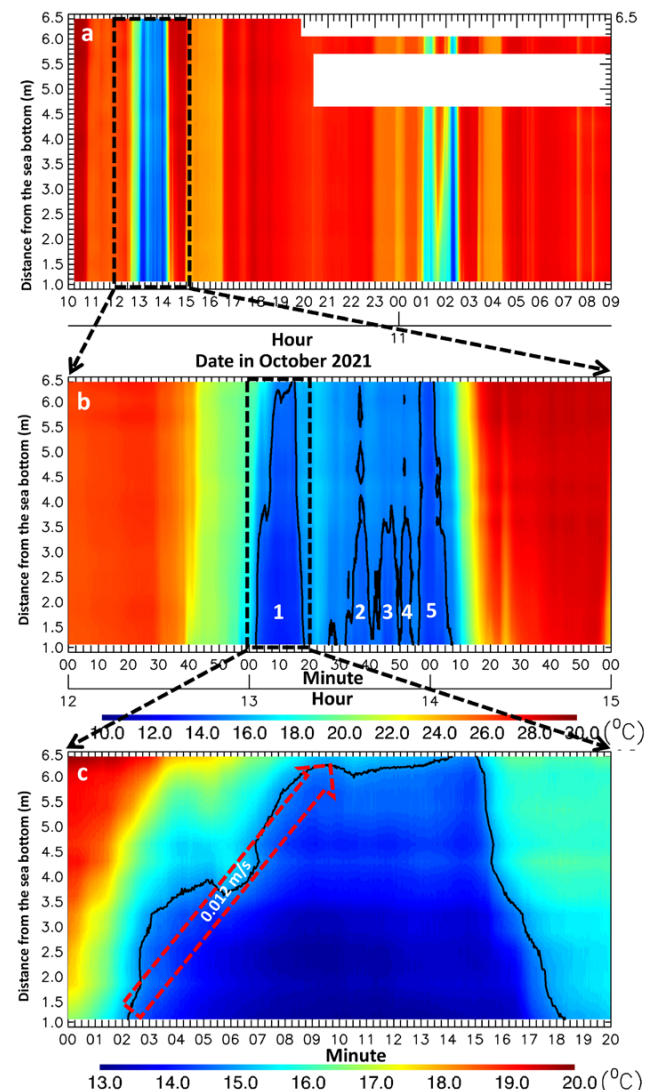 6.5 6.0 5.5 5.0 4.5 4.0 3.5 3.0 2.5 2.0 1.5 1.0
Distance from the sea bottom (m)
a
6.5
10 11 12 13 14 15 16 17 18 19 20 21 22 23 00 01 02 03 04 05 06 07 08 09
Hour
11
Date in October 2021
6.5 6.0 5.5 5.0 4.5 4.0 3.5 3.0 2.5 2.0 1.5 1.0
Distance from the sea bottom (m)
b
1 2 3 4 5
00 10 20 30 40 50 00 10 20 30 40 50 00 10 20 30 40 50 00
Minute
12 13 14 15
Hour
10.0 12.0 14.0 16.0 18.0 20.0 22.0 24.0 26.0 28.0 30.0 (°C)
6.5 6.0 5.5 5.0 4.5 4.0 3.5 3.0 2.5 2.0 1.5 1.0
Distance from the sea bottom (m)
c
0.012 m/s
00 01 02 03 04 05 06 07 08 09 10 11 12 13 14 15 16 17 18 19 20
Minute
13.0 14.0 15.0 16.0 17.0 18.0 19.0 20.0 (°C)